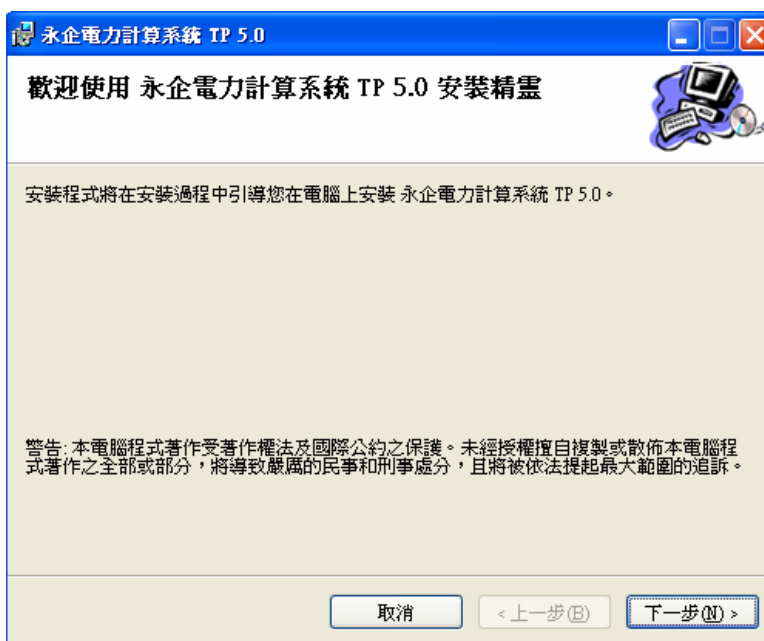 永企電力計算系統 TP 5.0
歡迎使用 永企電力計算系統 TP 5.0 安裝精靈
安裝程式將在安裝過程中引導您在電腦上安裝 永企電力計算系統 TP 5.0。
警告: 本電腦程式著作受著作權法及國際公約之保護。未經授權擅自複製或散佈本電腦程
式著作之全部或部分，將導致嚴厲的民事和刑事處分，且將被依法提起最大範圍的追訴。
取消
<上一步(B)
下一步(N) >